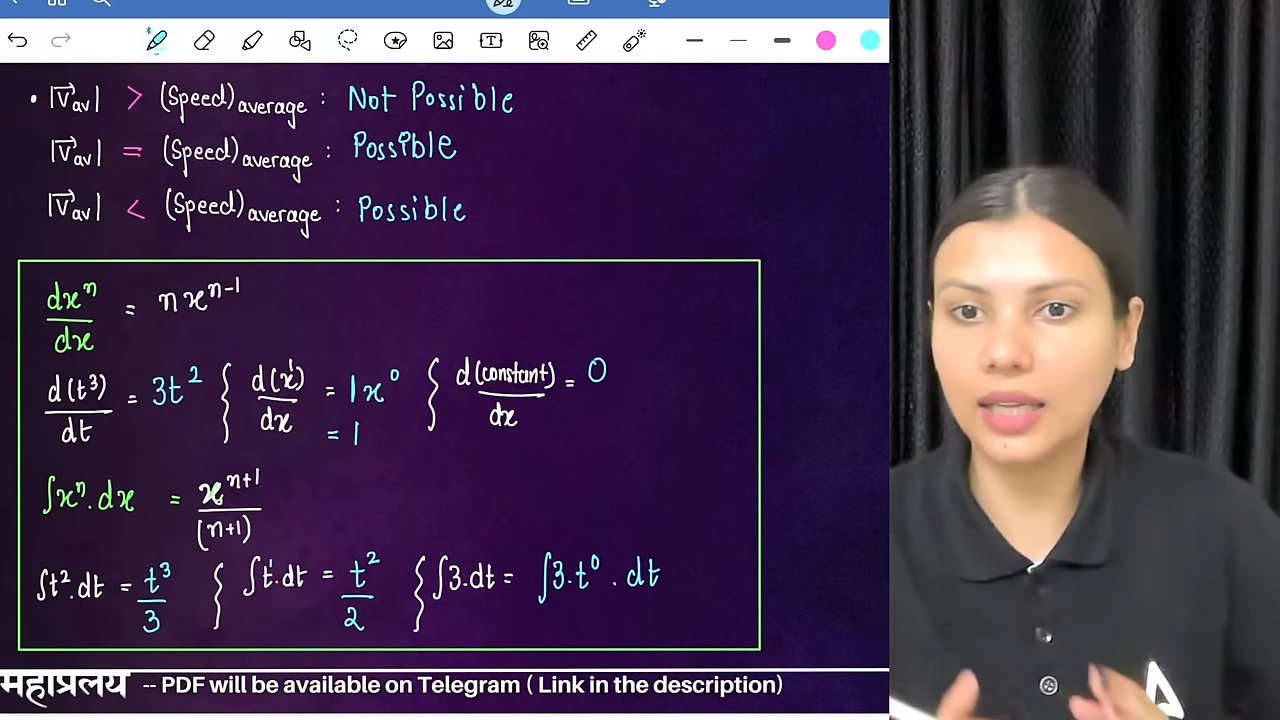 • |V⃗av| > (Speed)average : Not Possible
|V⃗av| = (Speed)average : Possible
|V⃗av| < (Speed)average : Possible
dxⁿ/dx = nxⁿ⁻¹
d(t³)/dt = 3t² { d(x¹)/dx = 1x⁰ { d(constant)/dx = 0
= 1
∫xⁿ.dx = xⁿ⁺¹/(n+1)
∫t².dt = t³/3 { ∫t¹.dt = t²/2 { ∫3.dt = ∫3.t⁰.dt
महाप्रलय -- PDF will be available on Telegram ( Link in the description)